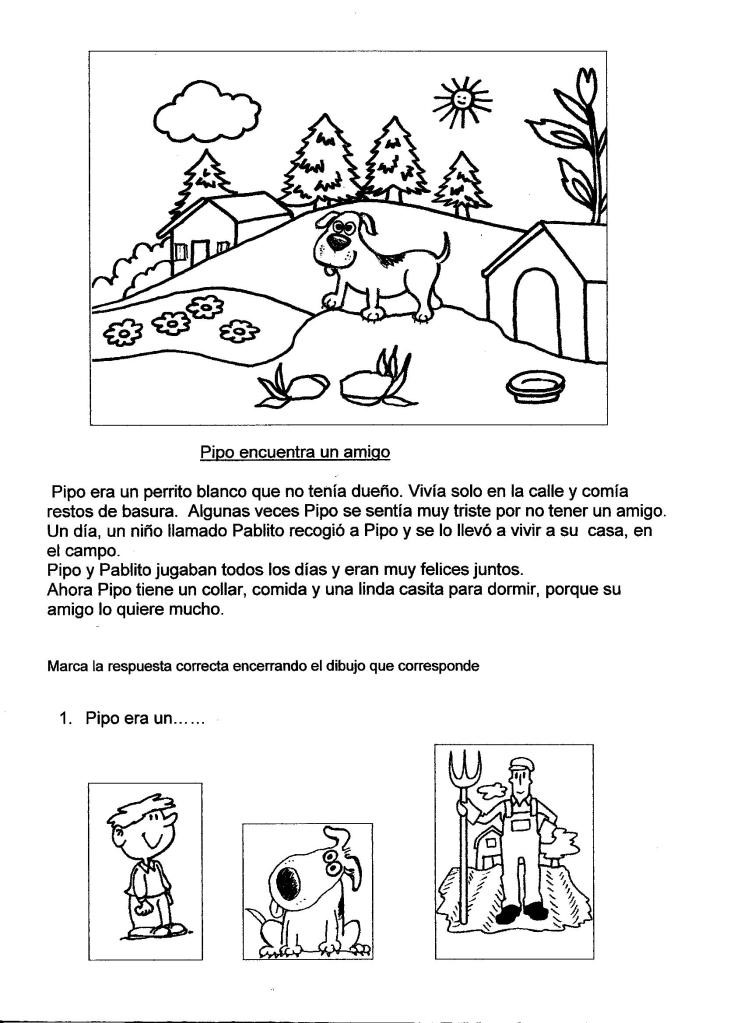 Pipo encuentra un amigo
Pipo era un perrito blanco que no tenía dueño. Vivía solo en la calle y comía
restos de basura. Algunas veces Pipo se sentía muy triste por no tener un amigo.
Un día, un niño llamado Pablito recogió a Pipo y se lo llevó a vivir a su casa, en
el campo.
Pipo y Pablito jugaban todos los días y eran muy felices juntos.
Ahora Pipo tiene un collar, comida y una linda casita para dormir, porque su
amigo lo quiere mucho.
Marca la respuesta correcta encerrando el dibujo que corresponde
1. Pipo era un……